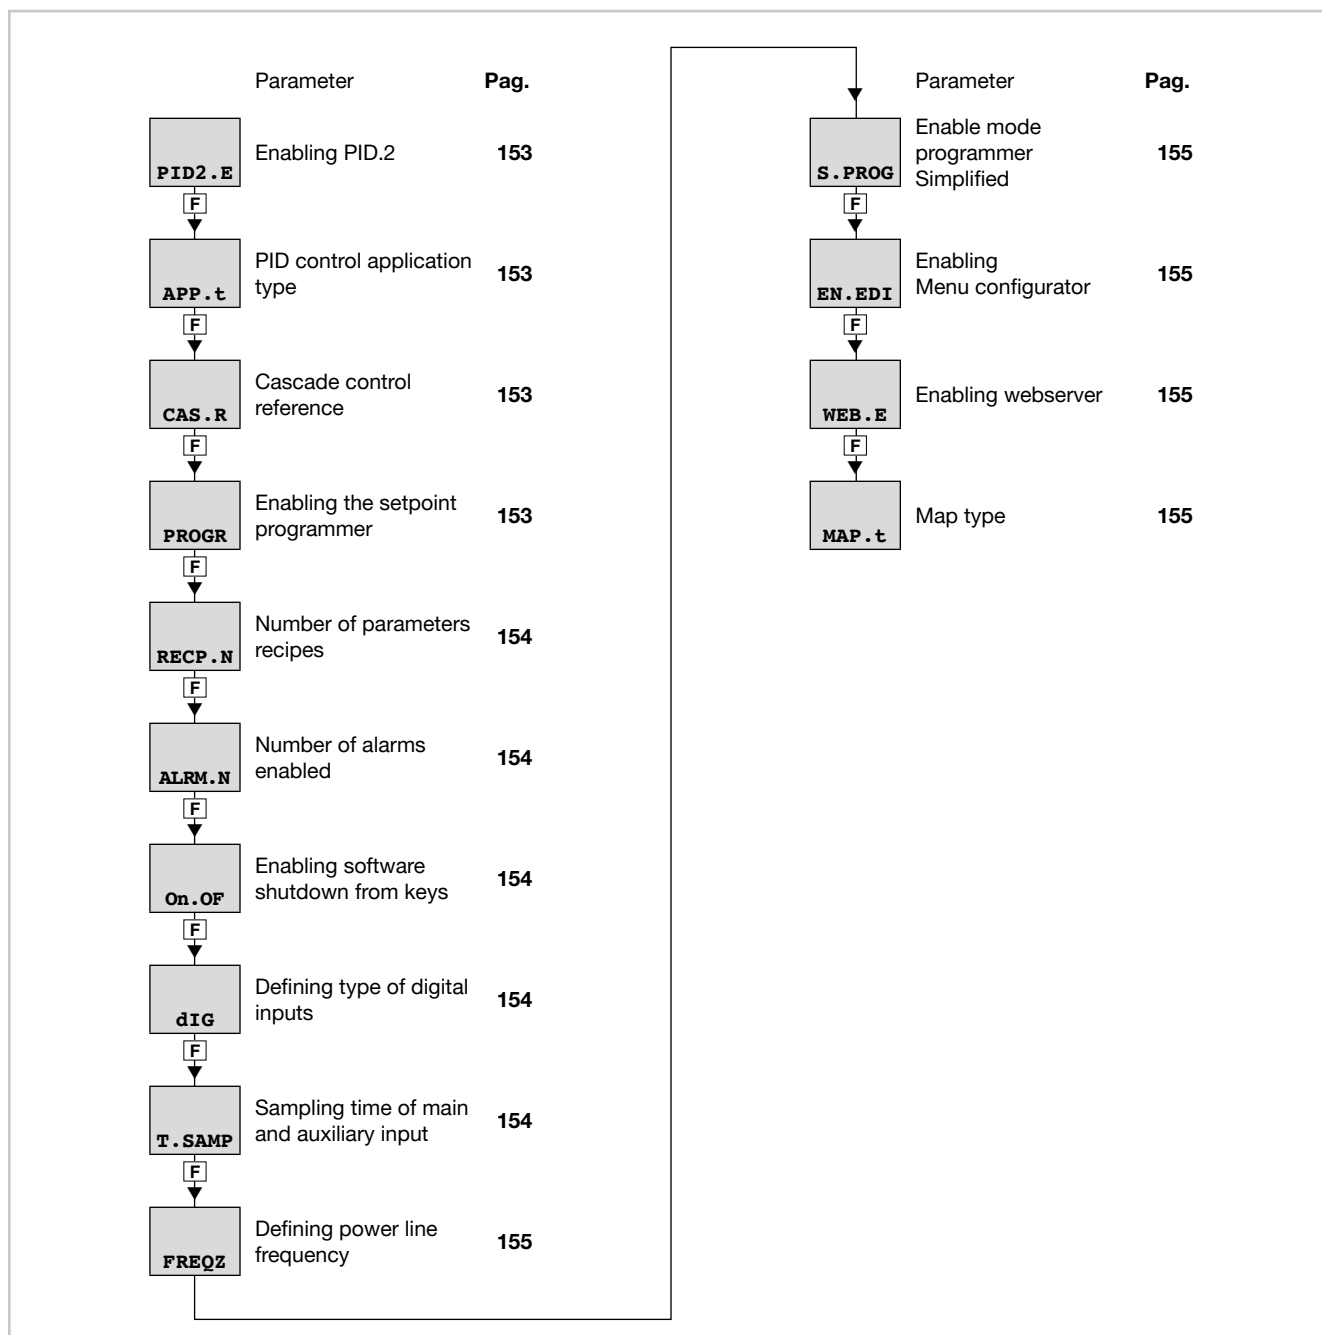 Parameter Pag.
PID2.E Enabling PID.2 153
F
APP.t PID control application
type 153
F
CAS.R Cascade control
reference 153
F
PROGR Enabling the setpoint
programmer 153
F
RECP.N Number of parameters
recipes 154
F
ALRM.N Number of alarms
enabled 154
F
On.OF Enabling software
shutdown from keys 154
F
dIG Defining type of digital
inputs 154
F
T.SAMP Sampling time of main
and auxiliary input 154
F
FREQZ Defining power line
frequency 155
Parameter Pag.
S.PROG Enable mode
programmer
Simplified 155
F
EN.EDI Enabling
Menu configurator 155
F
WEB.E Enabling webserver 155
F
MAP.t Map type 155